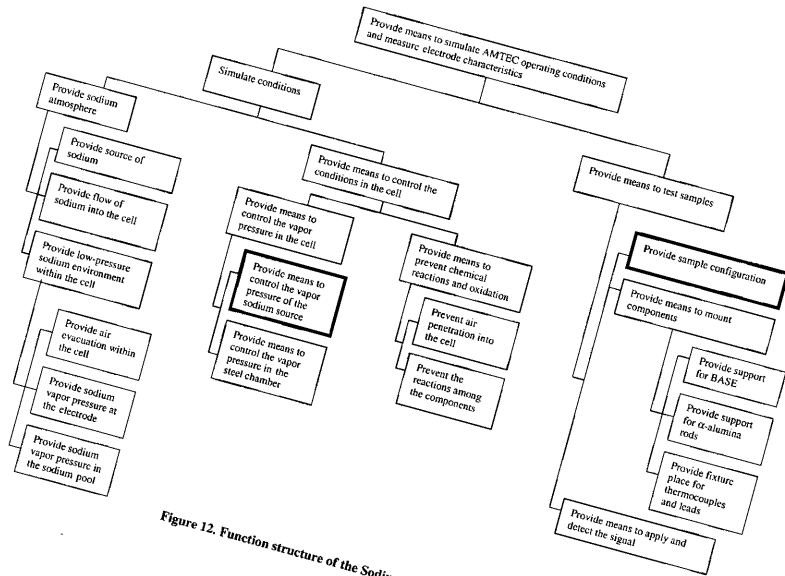 Provide means to simulate AMTEC operating conditions
and measure electrode characteristics
Simulate conditions
Provide sodium
atmosphere
Provide source of
sodium
Provide flow of
sodium into the cell
Provide low-pressure
sodium environment
within the cell
Provide air
evacuation within
the cell
Provide sodium
vapor pressure at
the electrode
Provide sodium
vapor pressure in
the sodium pool
Provide means to control the
conditions in the cell
Provide means to
control the vapor
pressure in the cell
Provide means to
control the vapor
pressure of the
sodium source
Provide means to
control the vapor
pressure in the
steel chamber
Provide means to
prevent chemical
reactions and oxidation
Prevent air
penetration into
the cell
Prevent the
reactions among
the components
Provide means to test samples
Provide sample configuration
Provide means to mount
components
Provide support
for BASE
Provide support
for α-alumina
rods
Provide fixture
place for
thermocouples
and leads
Provide means to apply and
detect the signal
Figure 12. Function structure of the